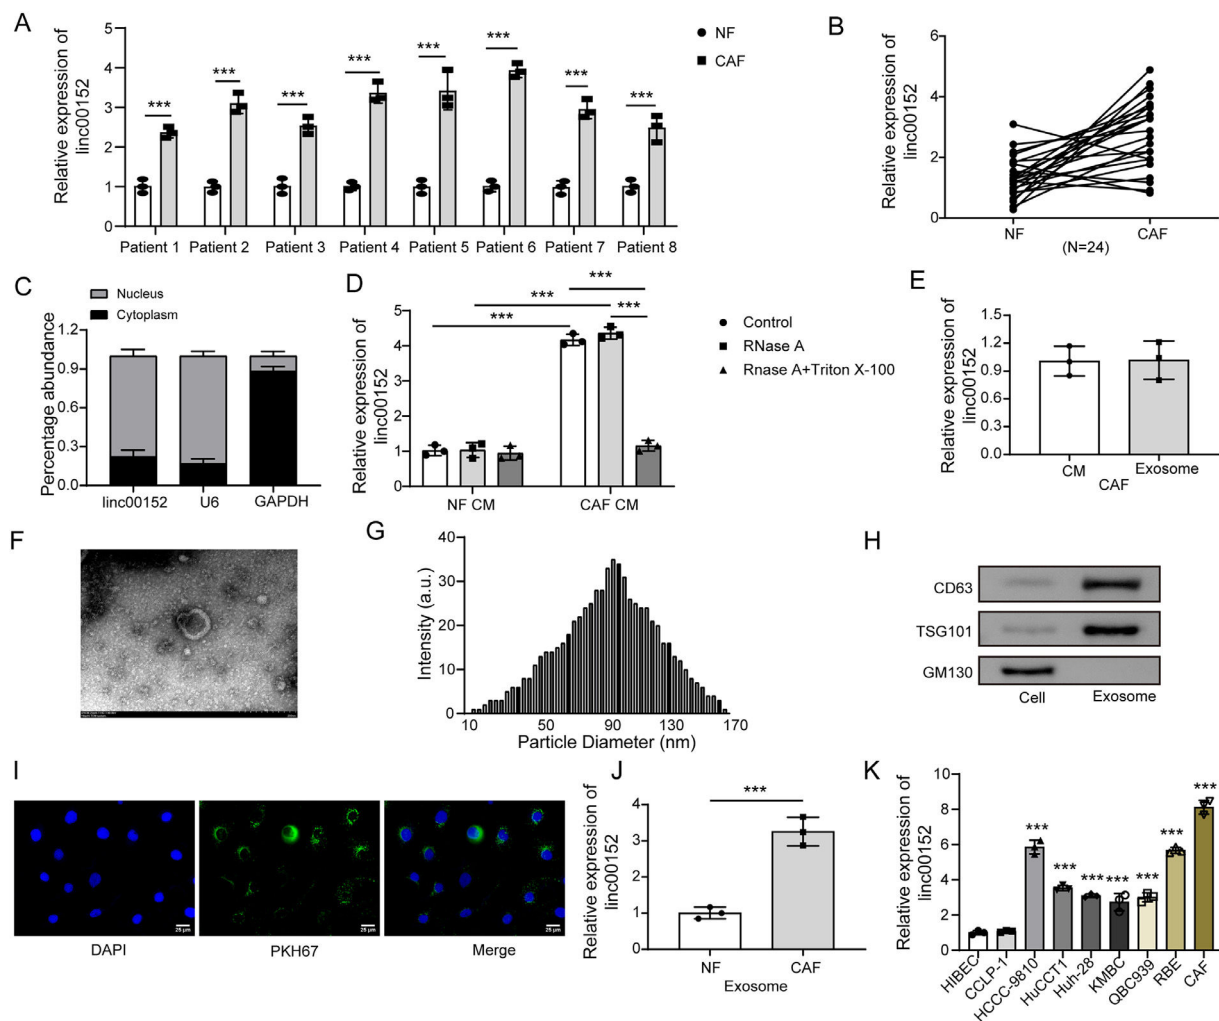 A
Relative expression of
linc00152
5
4
3
2
1
0
*** *** *** *** *** *** *** ***
Patient 1 Patient 2 Patient 3 Patient 4 Patient 5 Patient 6 Patient 7 Patient 8
NF
CAF
B
Relative expression of
linc00152
6
4
2
0
NF CAF
(N=24)
C
Nucleus
Cytoplasm
Percentage abundance
1.2
0.9
0.6
0.3
0.0
linc00152 U6 GAPDH
D
Relative expression of
linc00152
5
4
3
2
1
0
***
*** ***
***
NF CM CAF CM
Control
RNase A
Rnase A+Triton X-100
E
Relative expression of
linc00152
1.5
1.2
0.9
0.6
0.3
0.0
CM Exosome
CAF
F
G
Intensity (a.u.)
40
30
20
10
0
10 50 90 130 170
Particle Diameter (nm)
H
CD63
TSG101
GM130
Cell Exosome
I
25 µm 25 µm 25 µm
DAPI PKH67 Merge
J
Relative expression of
linc00152
4
3
2
1
0
***
NF CAF
Exosome
K
Relative expression of
linc00152
10
8
6
4
2
0
*** *** *** *** *** *** ***
HIBEC CCLP-1 HCCC-9810 HuCCT1 Huh-28 KMBC QBC939 RBE CAF